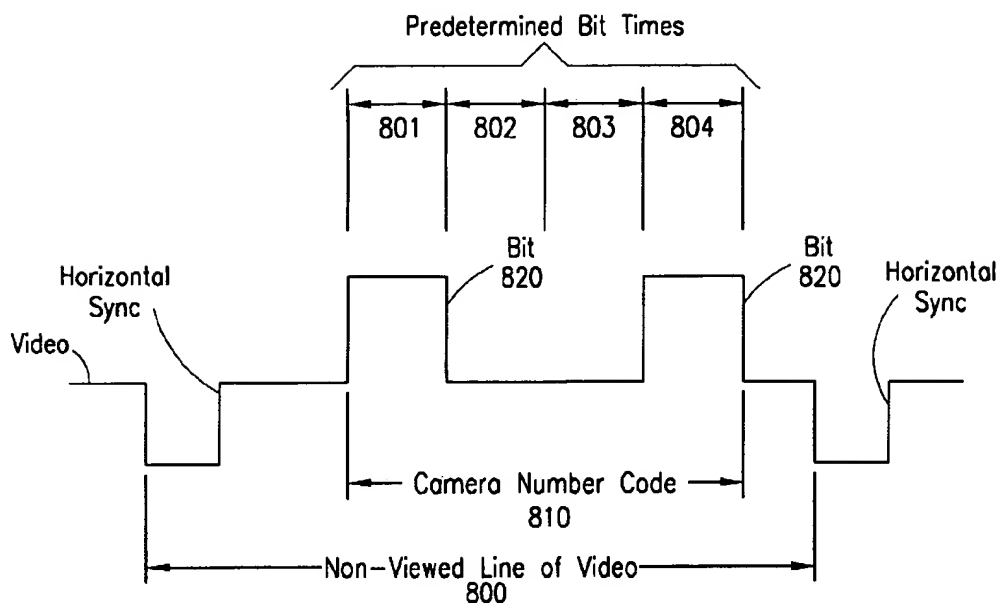 Predetermined Bit Times
801
802
803
804
Bit
820
Bit
820
Horizontal
Sync
Horizontal
Sync
Video
Camera Number Code
810
Non-Viewed Line of Video
800